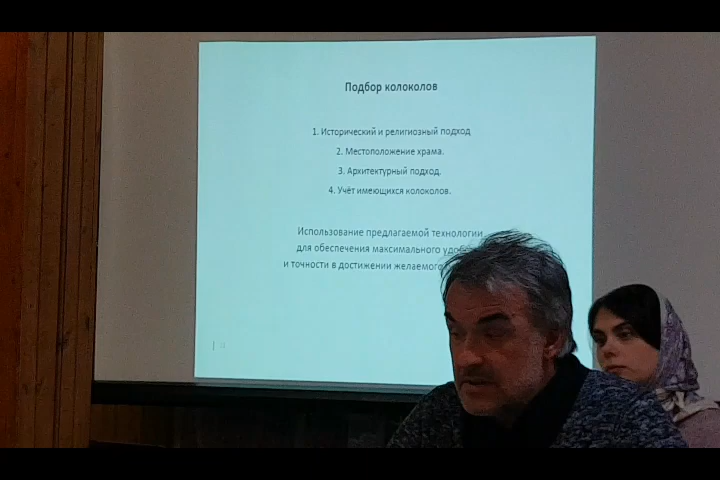 Подбор колоколов
1. Исторический и религиозный подход
2. Местоположение храма.
3. Архитектурный подход.
4. Учёт имеющихся колоколов.
Использование предлагаемой технологии
для обеспечения максимального
и точности в достижении желаемого